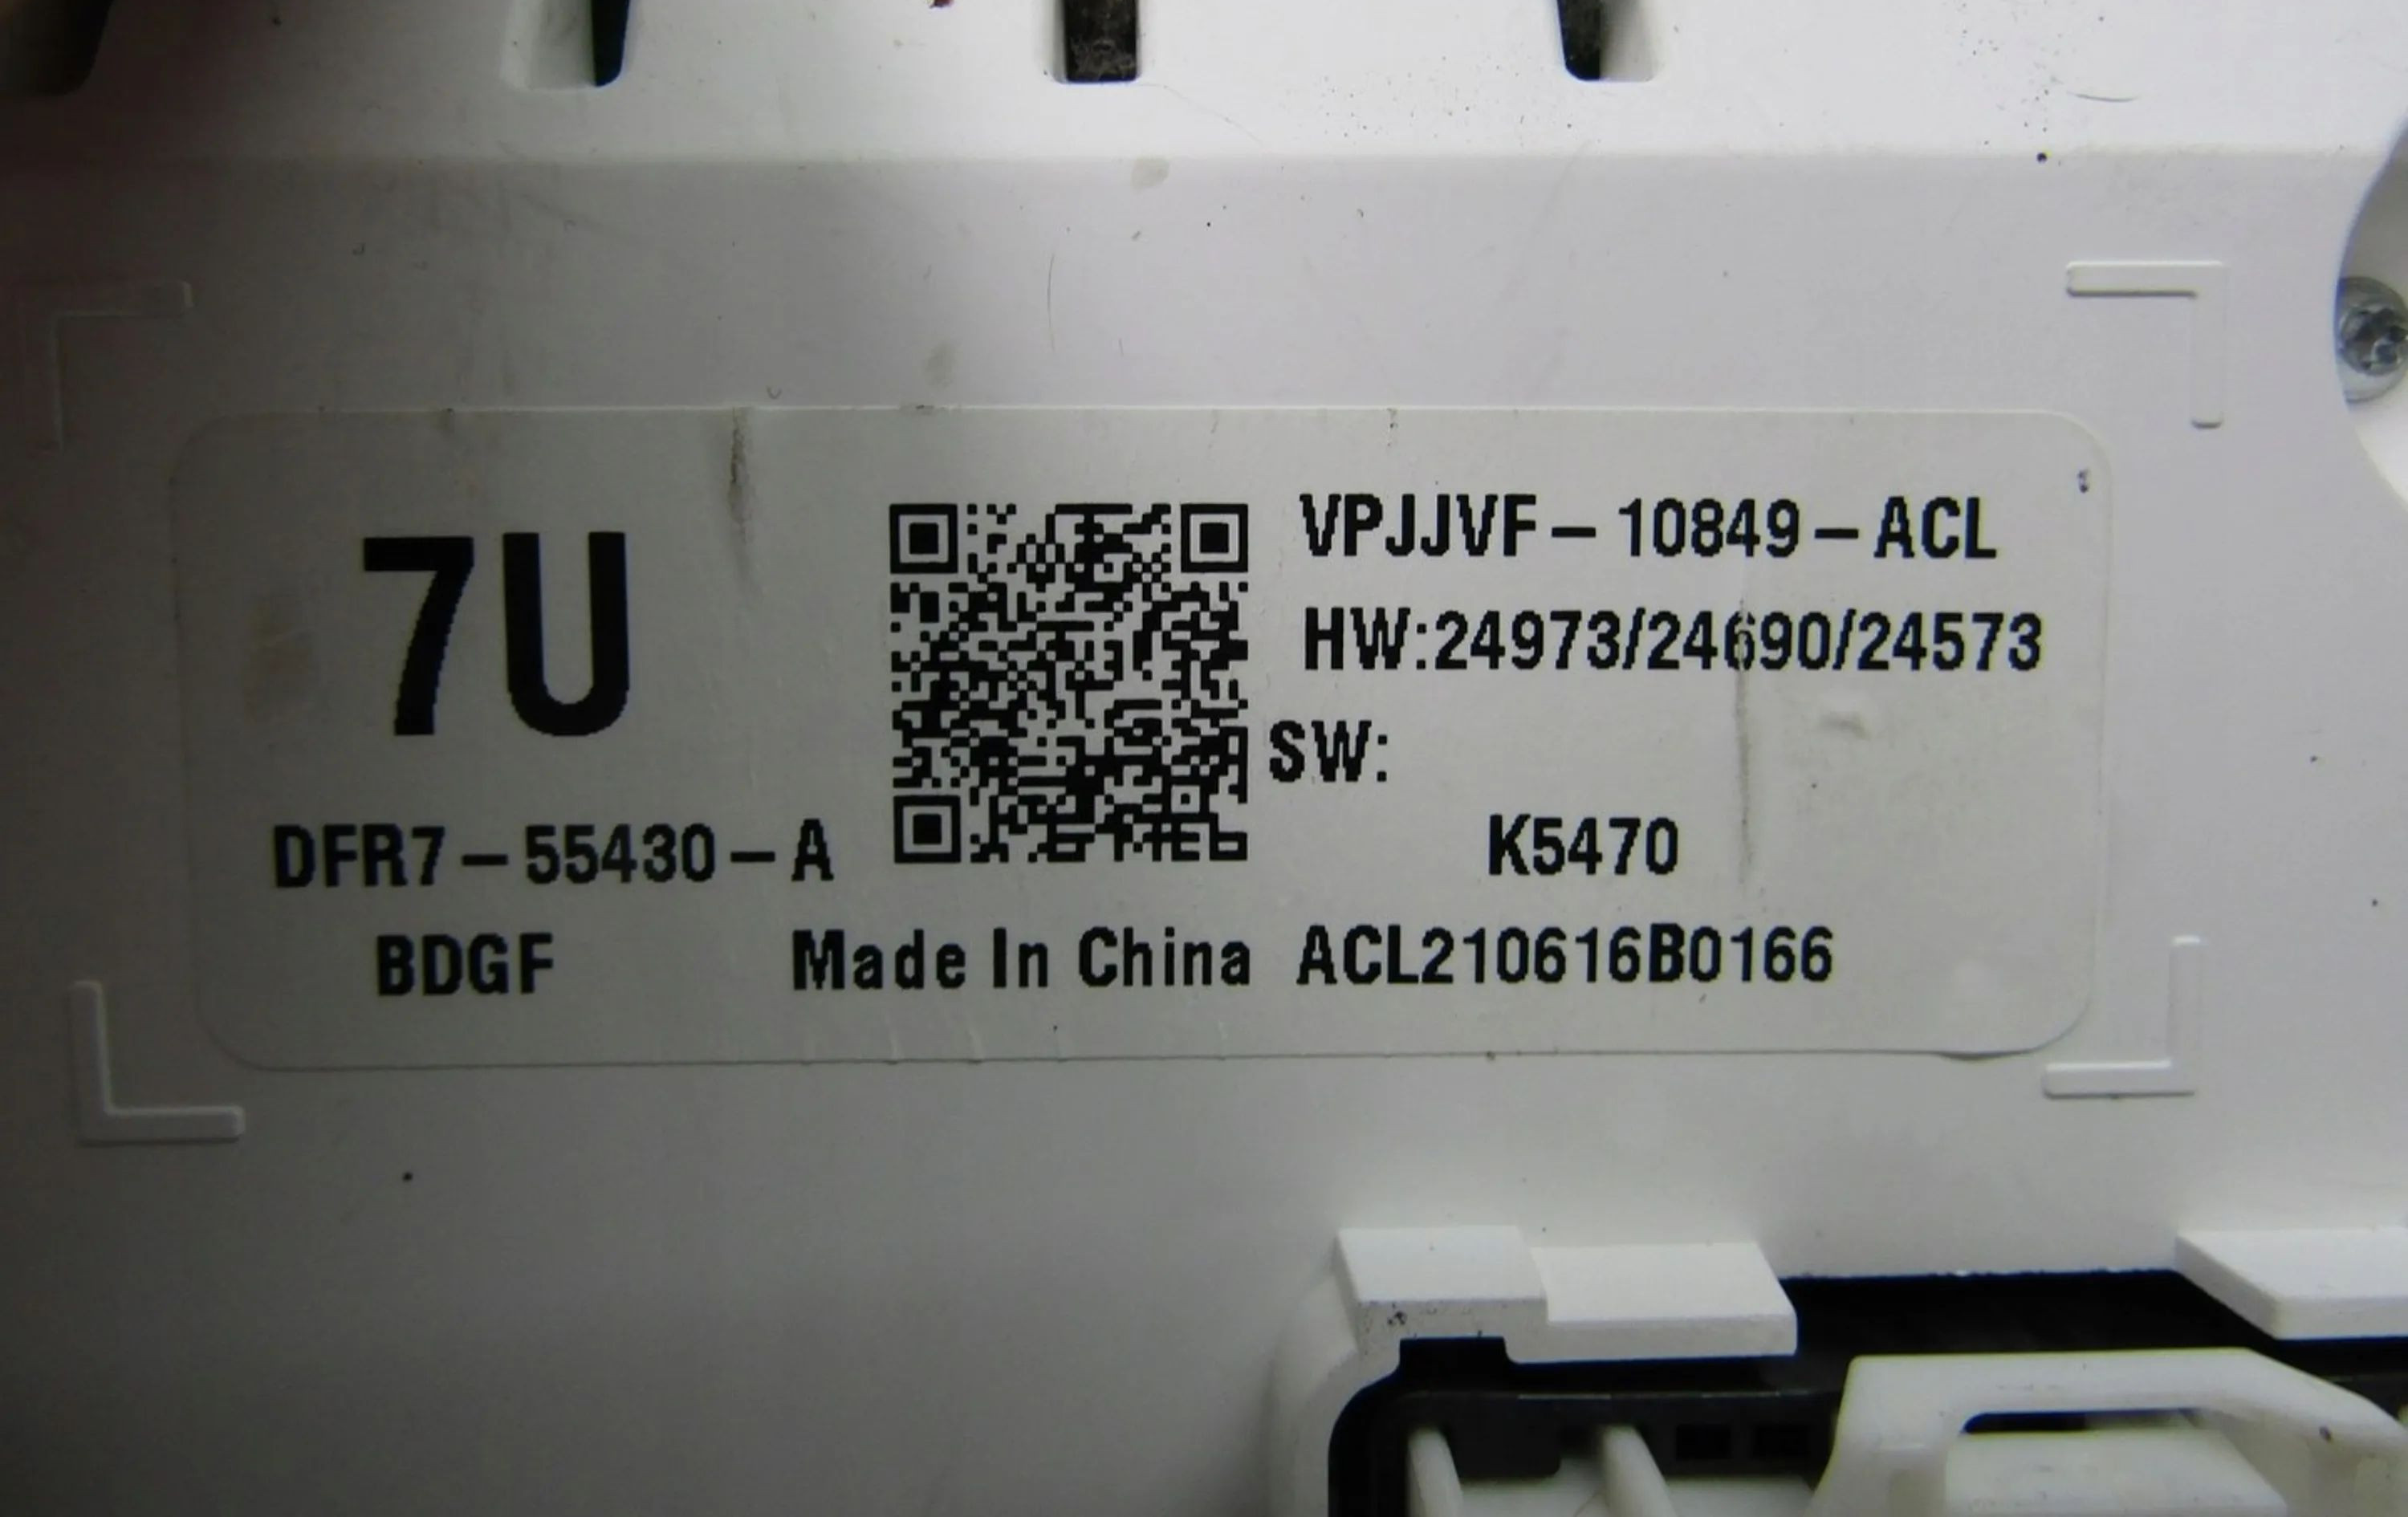 7U
DFR7-55430-A
BDGF
VPJJVF-10849-ACL
HW:24973/24690/24573
SW:
K5470
Made In China ACL210616B0166